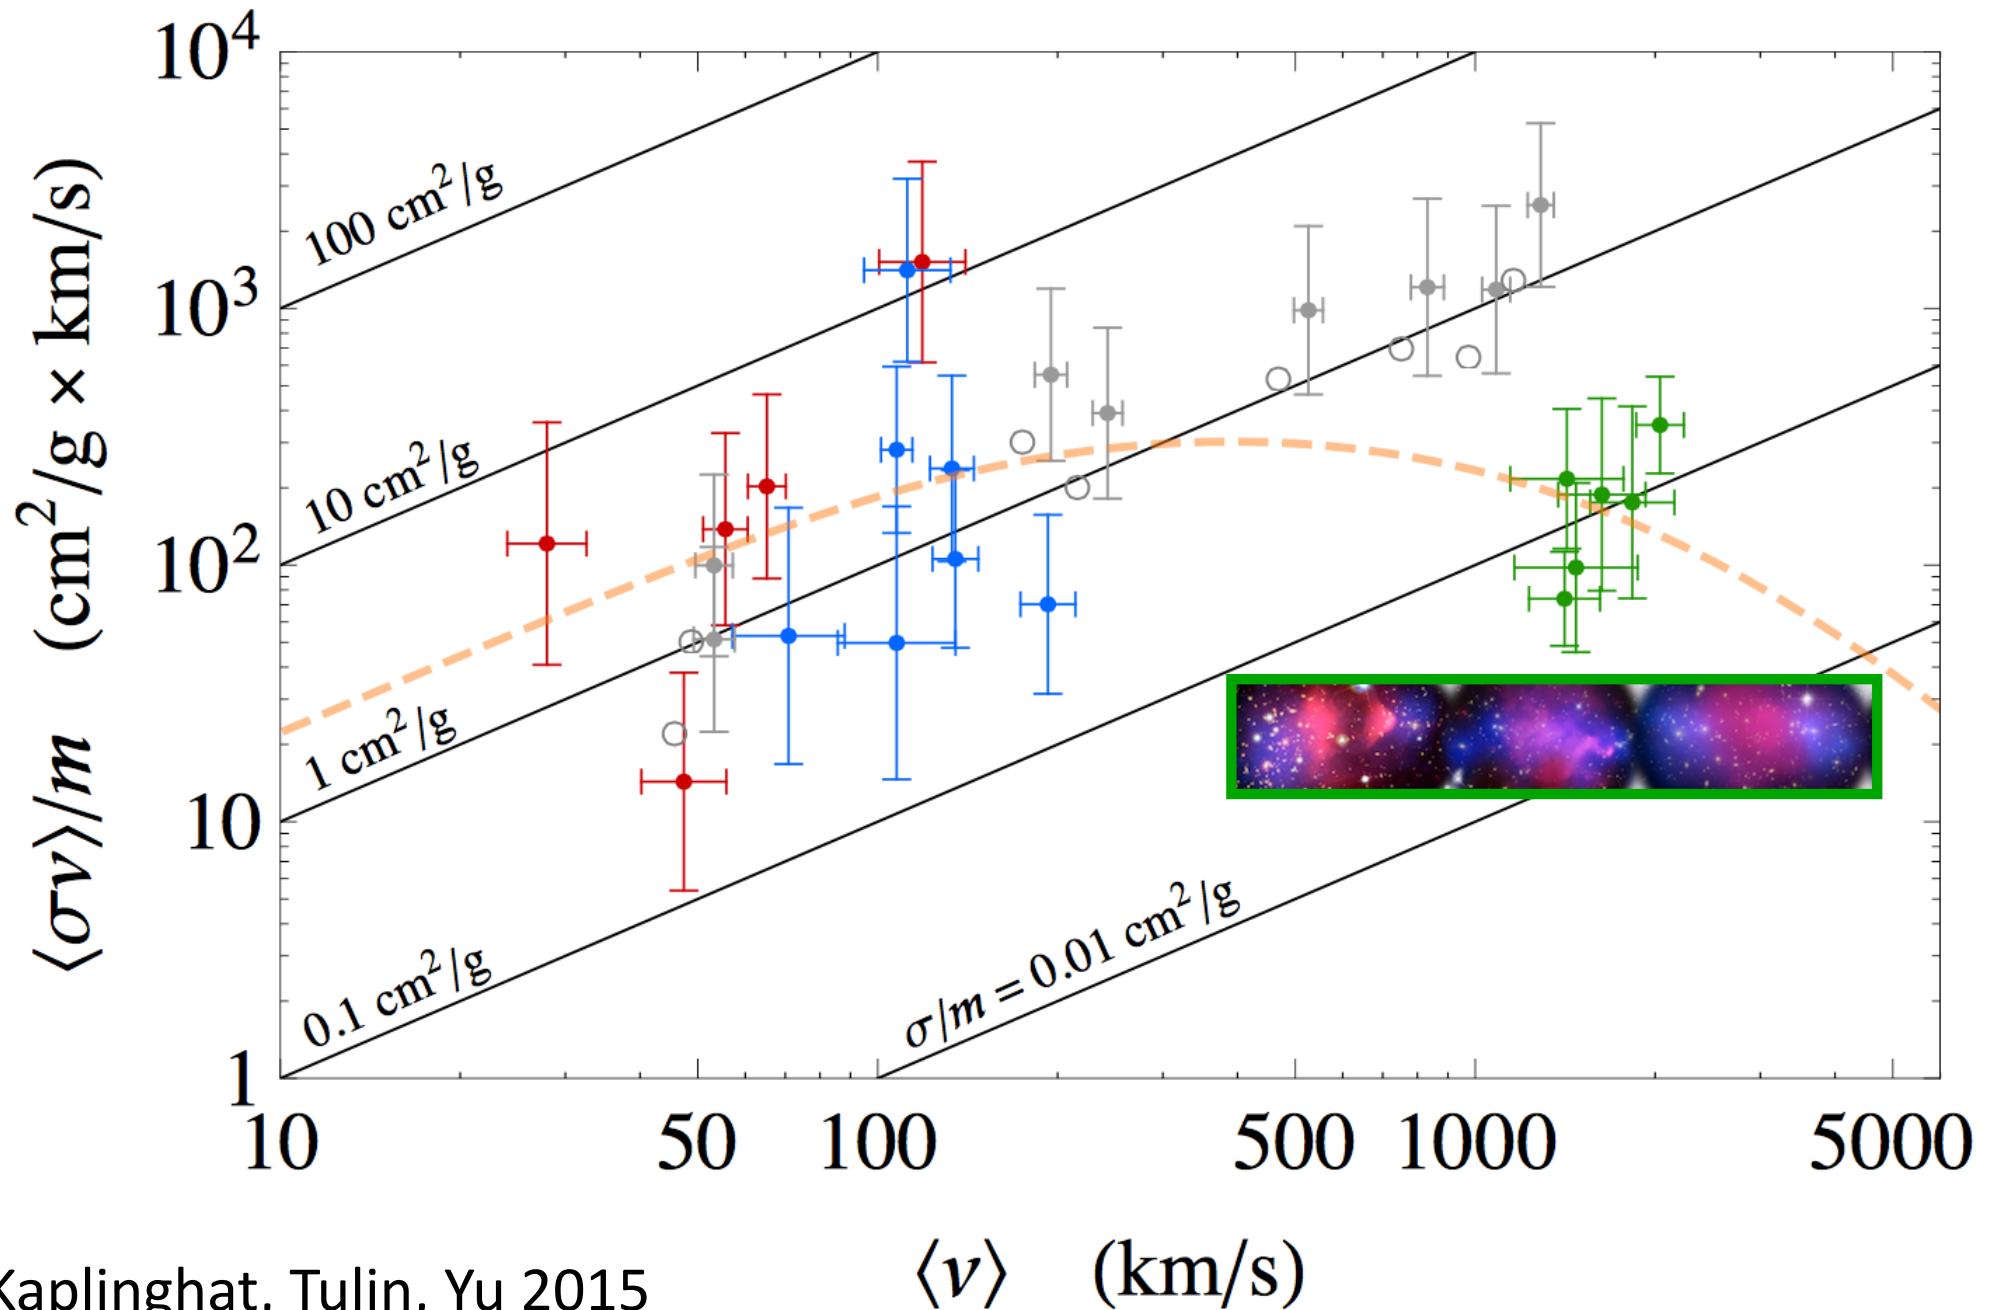 10⁴
10³
10²
10
1
⟨σv⟩/m (cm²/g × km/s)
100 cm²/g
10 cm²/g
1 cm²/g
0.1 cm²/g
σ/m = 0.01 cm²/g
10 50 100 500 1000 5000
⟨v⟩ (km/s)
Kaplinghat, Tulin, Yu 2015